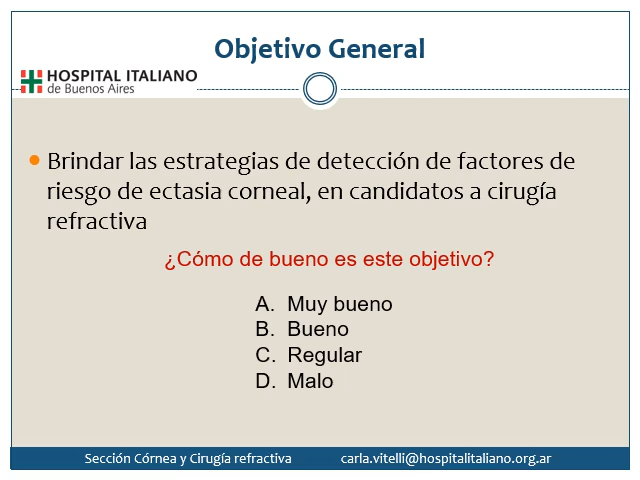 Objetivo General
HOSPITAL ITALIANO
de Buenos Aires
Brindar las estrategias de detección de factores de
riesgo de ectasia corneal, en candidatos a cirugía
refractiva
¿Cómo de bueno es este objetivo?
A. Muy bueno
B. Bueno
C. Regular
D. Malo
Sección Córnea y Cirugía refractiva carla.vitelli@hospitalitaliano.org.ar